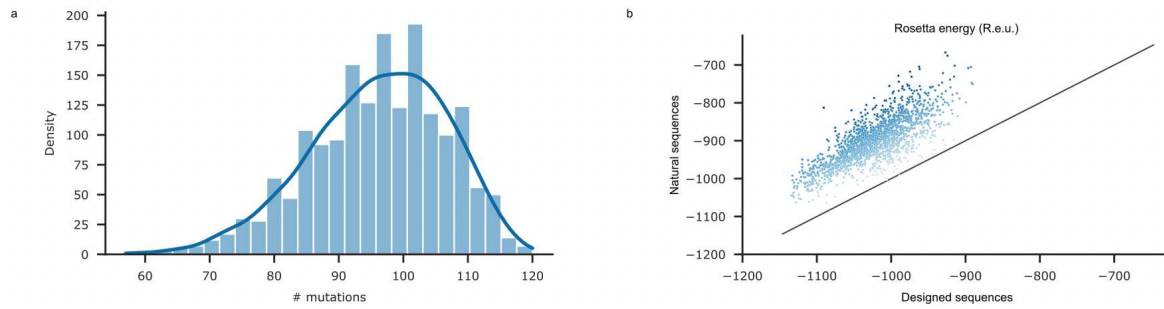 a
200
175
150
125
100
75
50
25
0
Density
60 70 80 90 100 110 120
# mutations
b
Rosetta energy (R.e.u.)
−700
−800
−900
−1000
−1100
−1200
Natural sequences
−1200 −1100 −1000 −900 −800 −700
Designed sequences